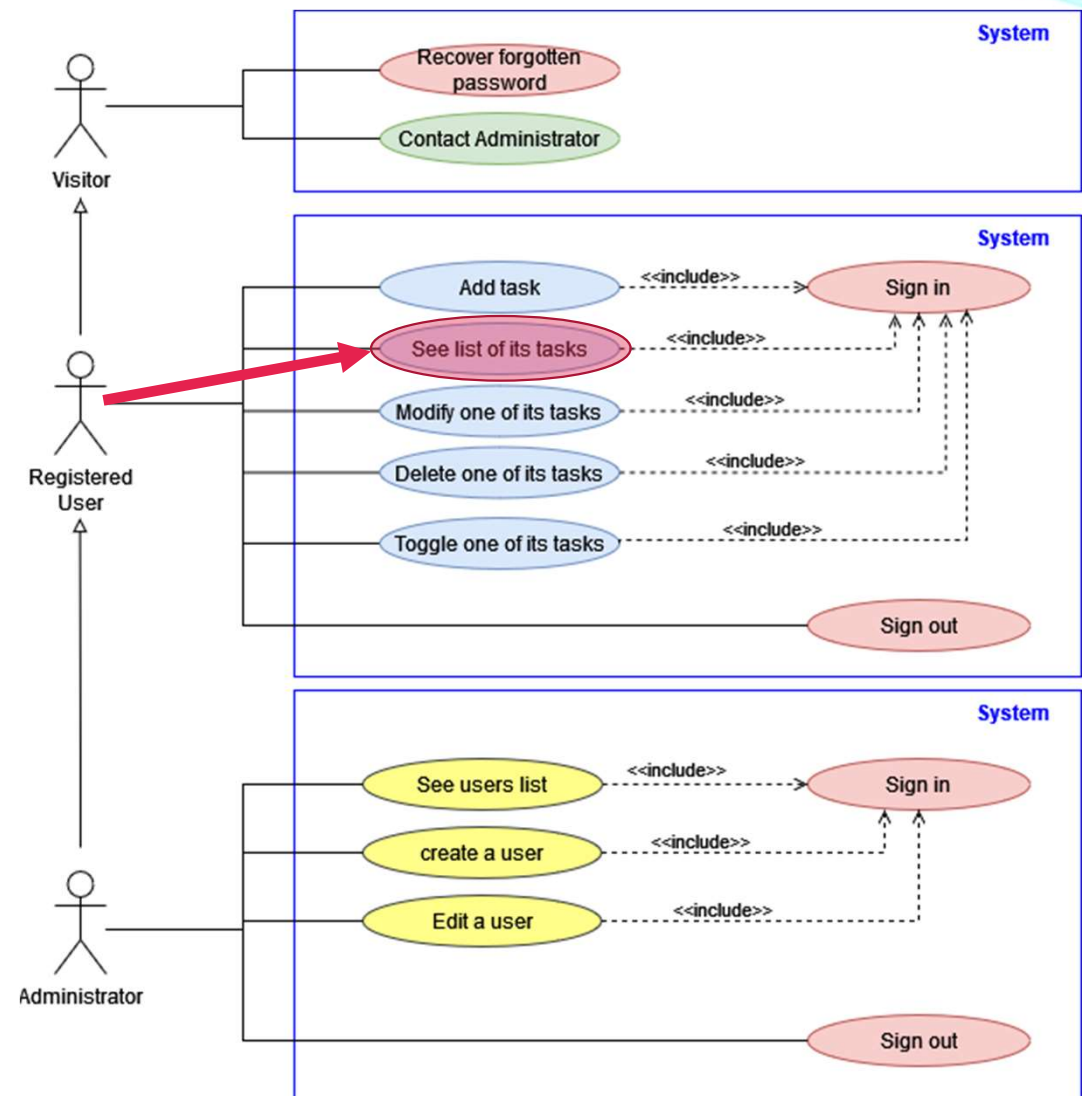 System
Recover forgotten
password
Contact Administrator
Visitor
System
Add task
<<include>>
Sign in
See list of its tasks
<<include>>
Modify one of its tasks
<<include>>
Registered
User
Delete one of its tasks
<<include>>
Toggle one of its tasks
<<include>>
Sign out
System
See users list
<<include>>
Sign in
create a user
<<include>>
Edit a user
<<include>>
Administrator
Sign out